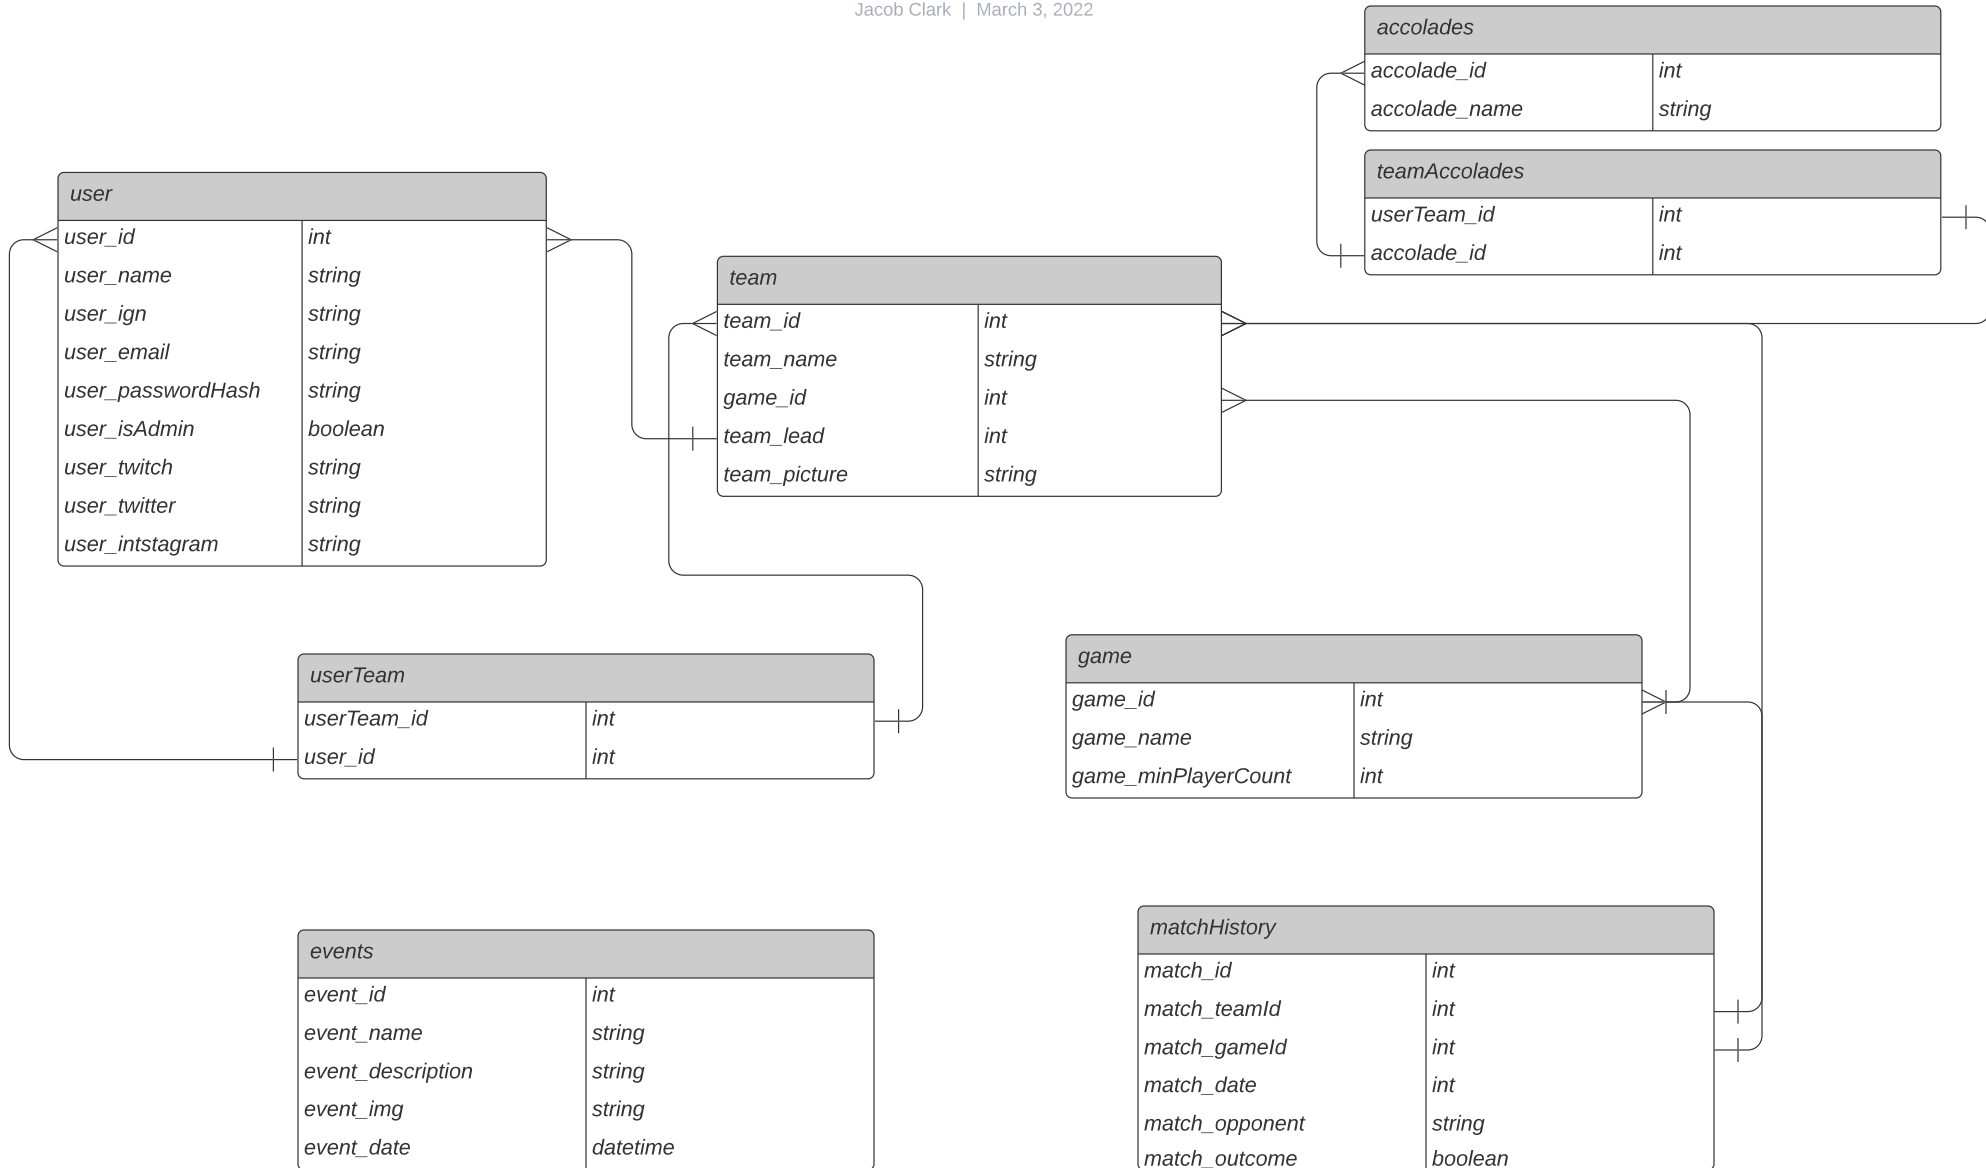 Jacob Clark | March 3, 2022
accolades
accolade_id int
accolade_name string
teamAccolades
userTeam_id int
accolade_id int
user
user_id int
user_name string
user_ign string
user_email string
user_passwordHash string
user_isAdmin boolean
user_twitch string
user_twitter string
user_intstagram string
team
team_id int
team_name string
game_id int
team_lead int
team_picture string
userTeam
userTeam_id int
user_id int
game
game_id int
game_name string
game_minPlayerCount int
events
event_id int
event_name string
event_description string
event_img string
event_date datetime
matchHistory
match_id int
match_teamId int
match_gameId int
match_date int
match_opponent string
match_outcome boolean